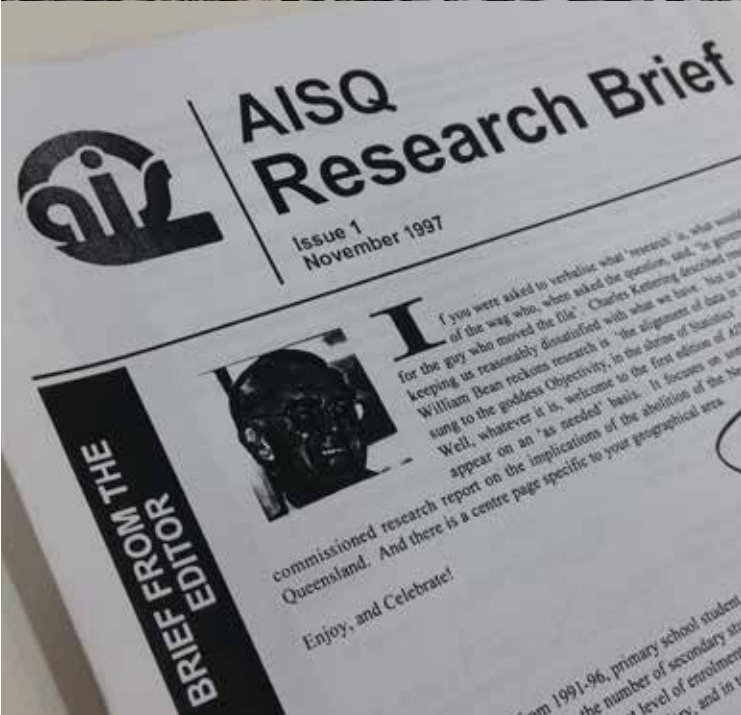 ais
AISQ
Research Brief
Issue 1
November 1997
BRIEF FROM THE
EDITOR
If you were asked to verbalise what 'research' is, what would
of the wag who, when asked the question, said, 'In
for the guy who moved the file'. Charles Kettering described
keeping us reasonably dissatisfied with what we have. Not to
William Bean reckons research is 'the alignment of data in
sung to the goddess Objectivity, in the shrine of Statistics'.
Well, whatever it is, welcome to the first edition of
appear on an 'as needed' basis. It focuses on
commissioned research report on the implications of the abolition of the
Queensland. And there is a centre page specific to your geographical area.
Enjoy, and Celebrate!
1991-96, primary school student
the number of secondary
level of enrolment
and in